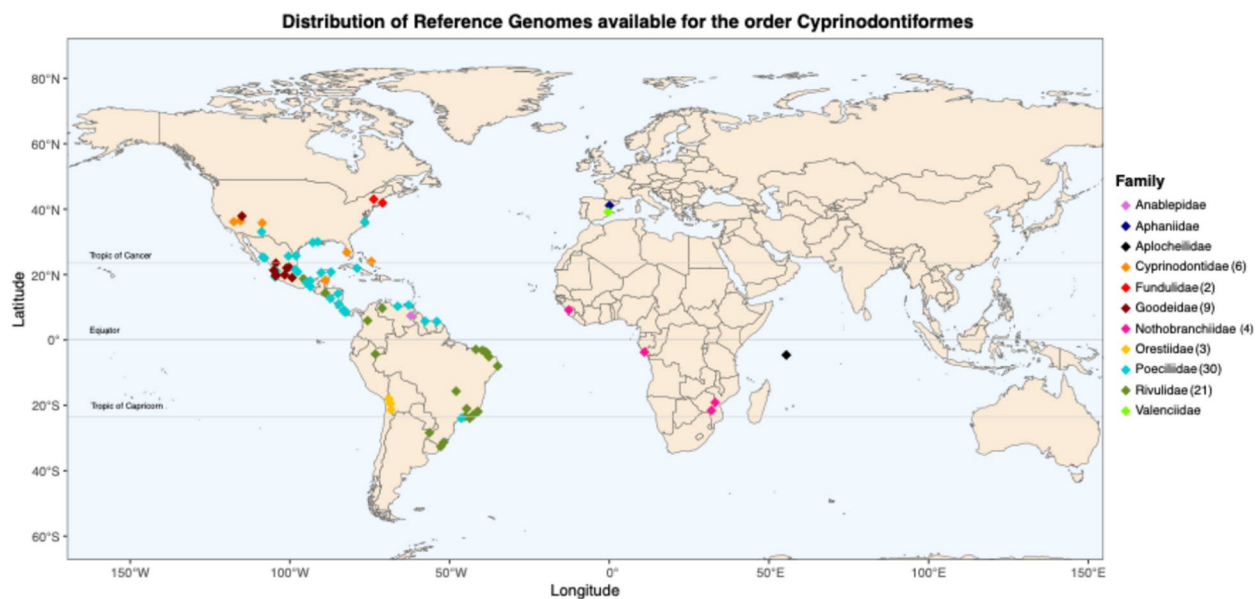 Distribution of Reference Genomes available for the order Cyprinodontiformes
80°N
60°N
40°N
20°N
0°
20°S
40°S
60°S
Latitude
Tropic of Cancer
Equator
Tropic of Capricorn
150°W
100°W
50°W
0°
50°E
100°E
150°E
Longitude
Family
Anablepidae
Aphaniidae
Aplocheilidae
Cyprinodontidae (6)
Fundulidae (2)
Goodeidae (9)
Nothobranchiidae (4)
Orestiidae (3)
Poeciliidae (30)
Rivulidae (21)
Valenciidae